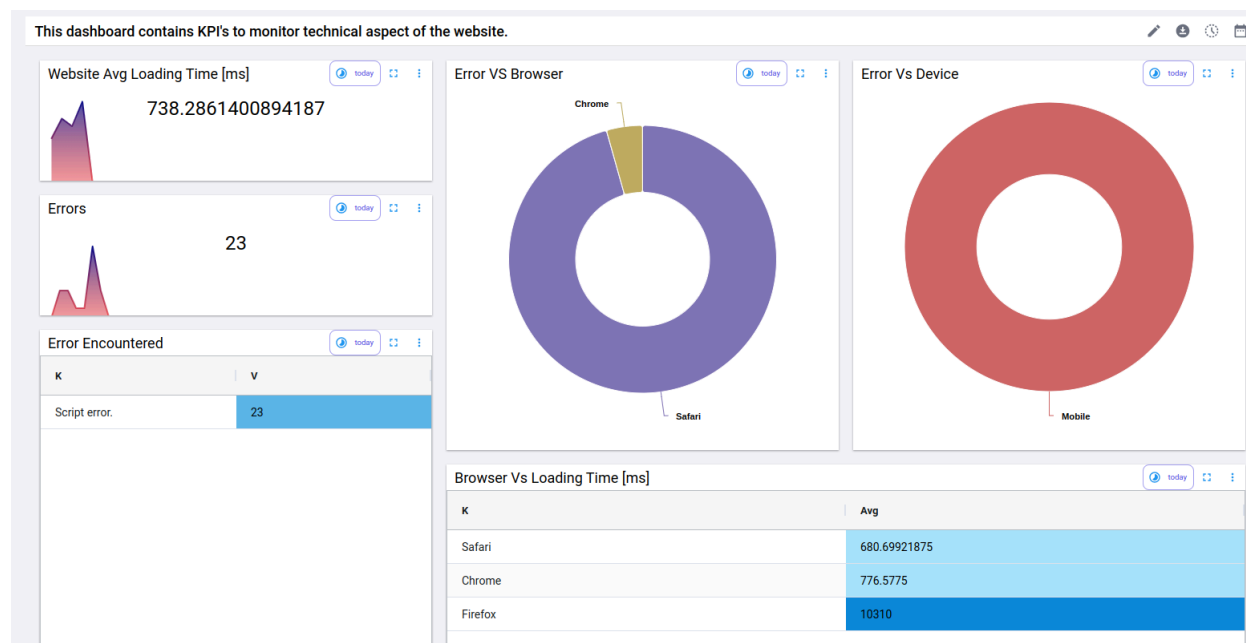 This dashboard contains KPI's to monitor technical aspect of the website.
Website Avg Loading Time [ms]
today
738.2861400894187
Errors
today
23
Error Encountered
today
K V
Script error. 23
Error VS Browser
today
Chrome
Safari
Error Vs Device
today
Mobile
Browser Vs Loading Time [ms]
today
K Avg
Safari 680.69921875
Chrome 776.5775
Firefox 10310